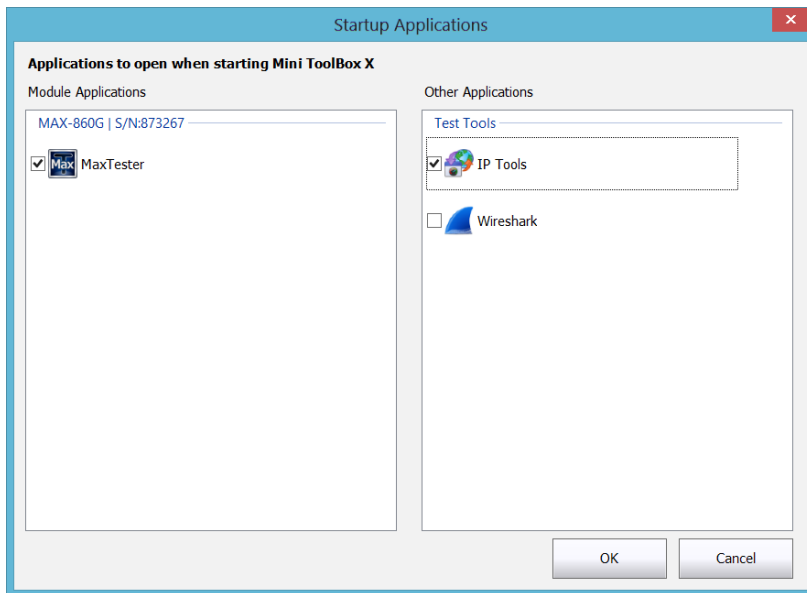 Startup Applications
Applications to open when starting Mini ToolBox X
Module Applications
MAX-860G | S/N:873267
Max MaxTester
Other Applications
Test Tools
IP Tools
Wireshark
OK
Cancel